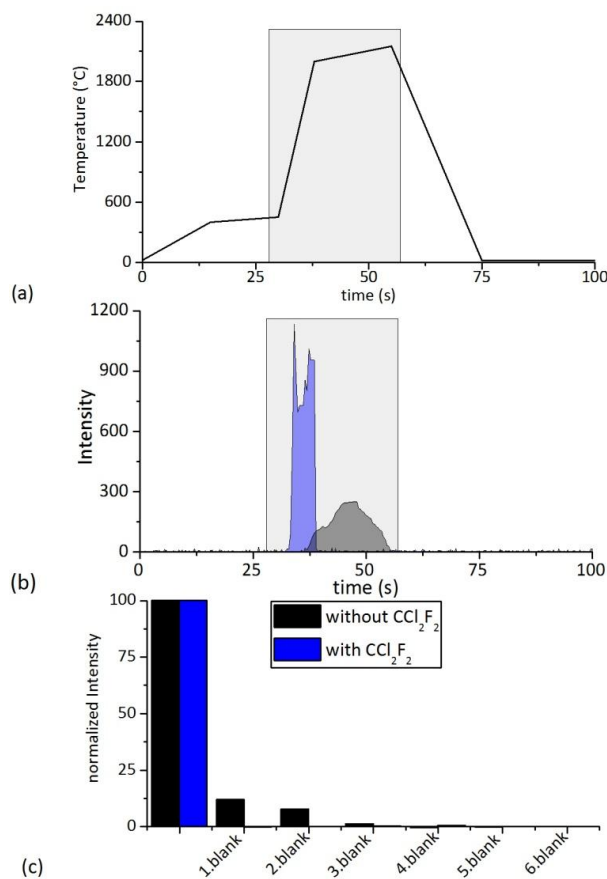 2400
1800
1200
600
0
Temperature (°C)
0 25 50 75 100
time (s)
(a)
1200
900
600
300
0
Intensity
0 25 50 75 100
time (s)
(b)
100
75
50
25
0
normalized Intensity
without CCl₂F₂
with CCl₂F₂
1.blank 2.blank 3.blank 4.blank 5.blank 6.blank
(c)